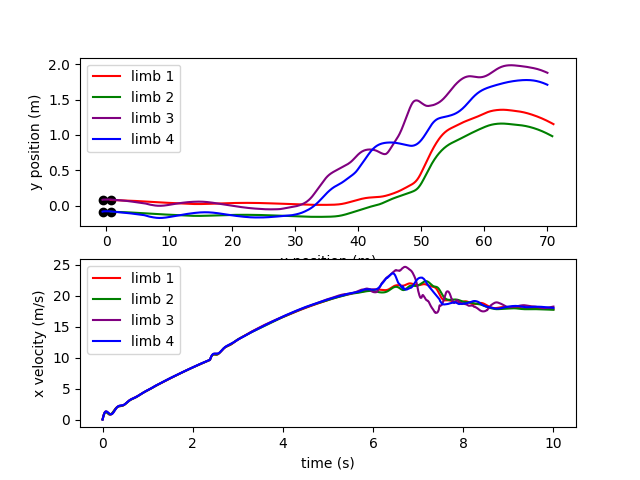 2.0
1.5
1.0
0.5
0.0
y position (m)
limb 1
limb 2
limb 3
limb 4
0 10 20 30 40 50 60 70
x position (m)
25
20
15
10
5
0
x velocity (m/s)
limb 1
limb 2
limb 3
limb 4
0 2 4 6 8 10
time (s)